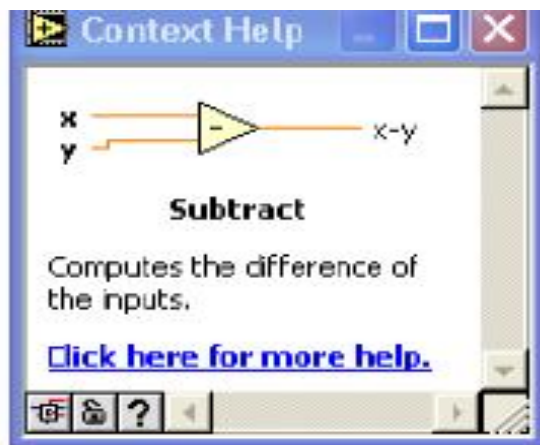 Context Help
x
y
-
x-y
Subtract
Computes the difference of
the inputs.
Click here for more help.
?